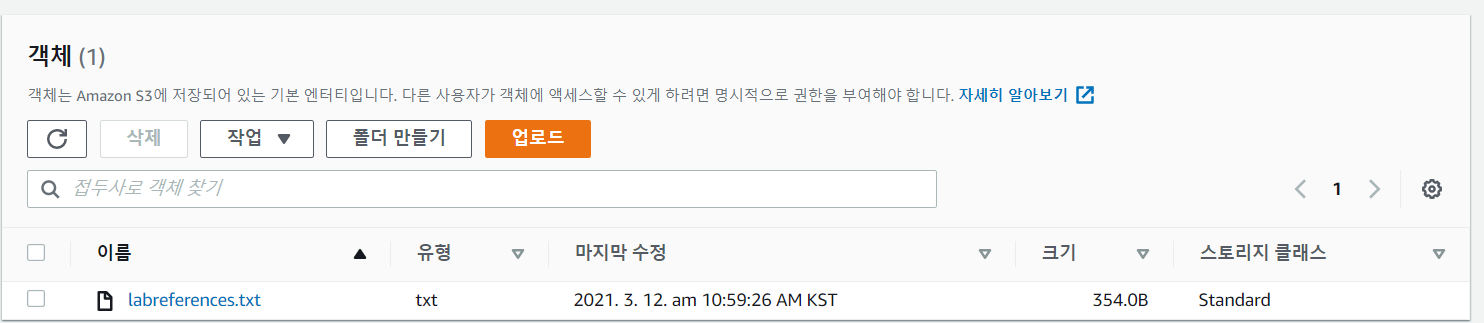 객체 (1)
객체는 Amazon S3에 저장되어 있는 기본 엔터티입니다. 다른 사용자가 객체에 액세스할 수 있게 하려면 명시적으로 권한을 부여해야 합니다. 자세히 알아보기
삭제 작업 폴더 만들기 업로드
접두사로 객체 찾기 1
이름 유형 마지막 수정 크기 스토리지 클래스
labreferences.txt txt 2021. 3. 12. am 10:59:26 AM KST 354.0B Standard